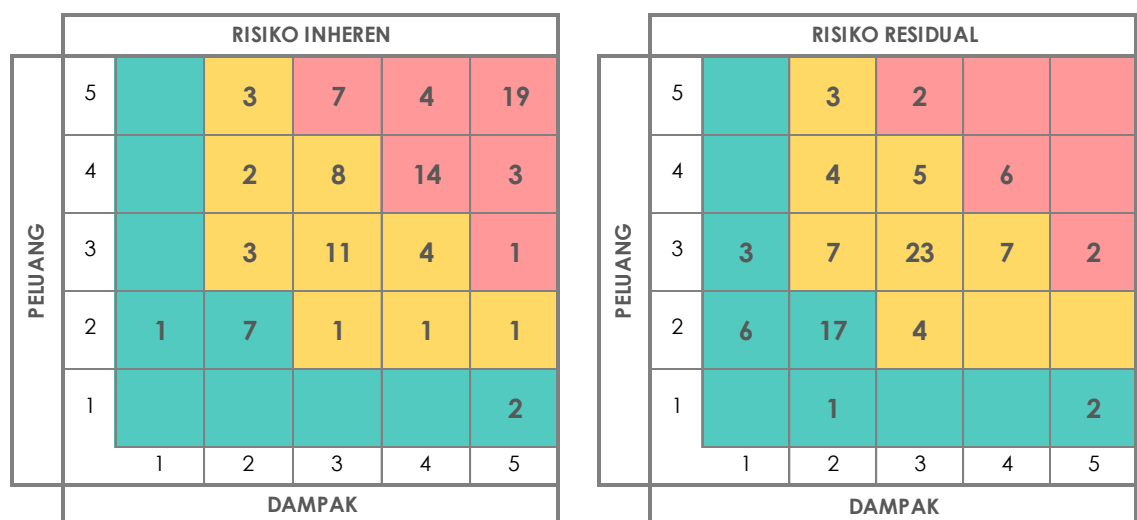 RISIKO INHEREN
PELUANG
5 3 7 4 19
4 2 8 14 3
3 3 11 4 1
2 1 7 1 1 1
1 2
1 2 3 4 5
DAMPAK
RISIKO RESIDUAL
PELUANG
5 3 2
4 4 5 6
3 3 7 23 7 2
2 6 17 4
1 1 2
1 2 3 4 5
DAMPAK